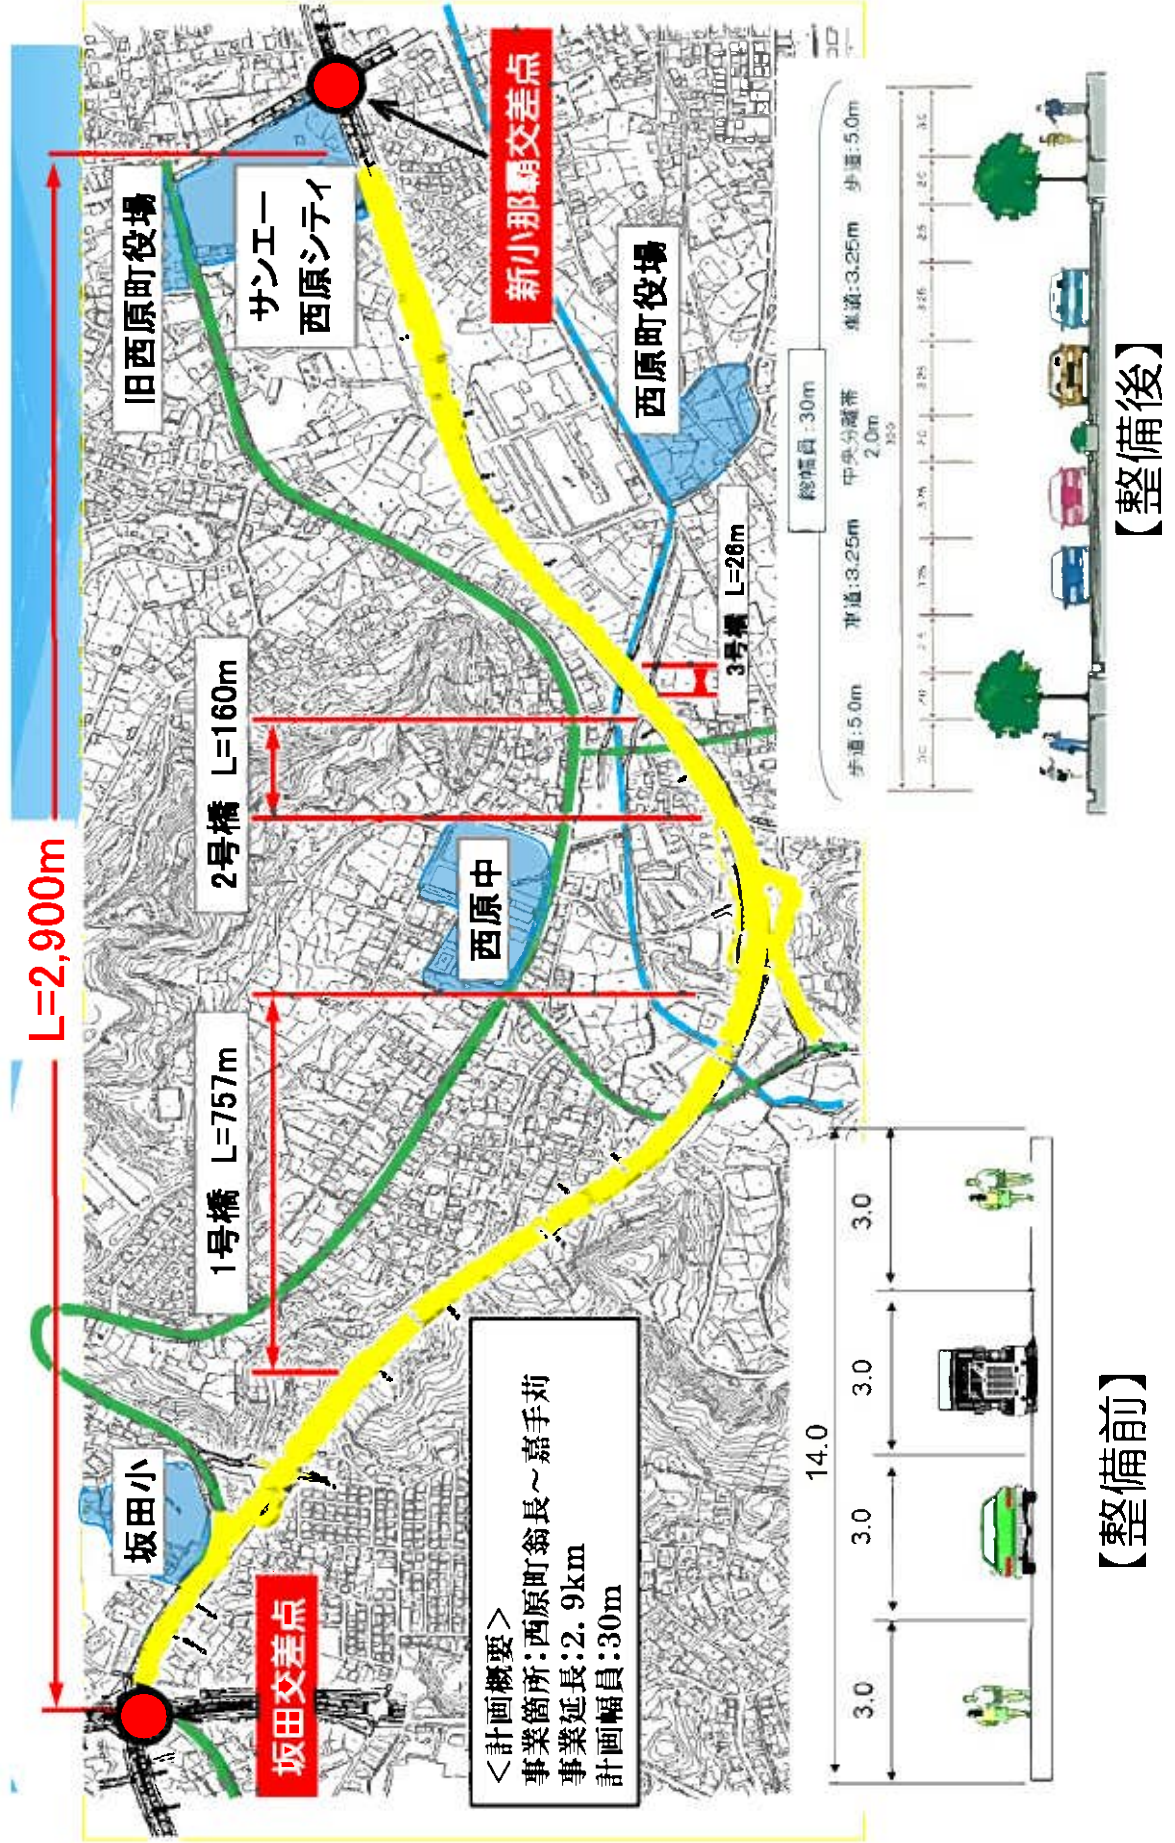 L=2,900m
旧西原町役場
サンエー
西原シティ
新小那覇交差点
西原町役場
2号橋 L=160m
3号橋 L=26m
西原中
1号橋 L=757m
坂田小
坂田交差点
<計画概要>
事業箇所:西原町翁長~嘉手苅
事業延長:2.9km
計画幅員:30m
14.0
3.0
3.0
3.0
3.0
【整備前】
総幅員:30m
歩道:5.0m
車道:3.25m
中央分離帯
2.0m
車道:3.25m
歩道:5.0m
【整備後】